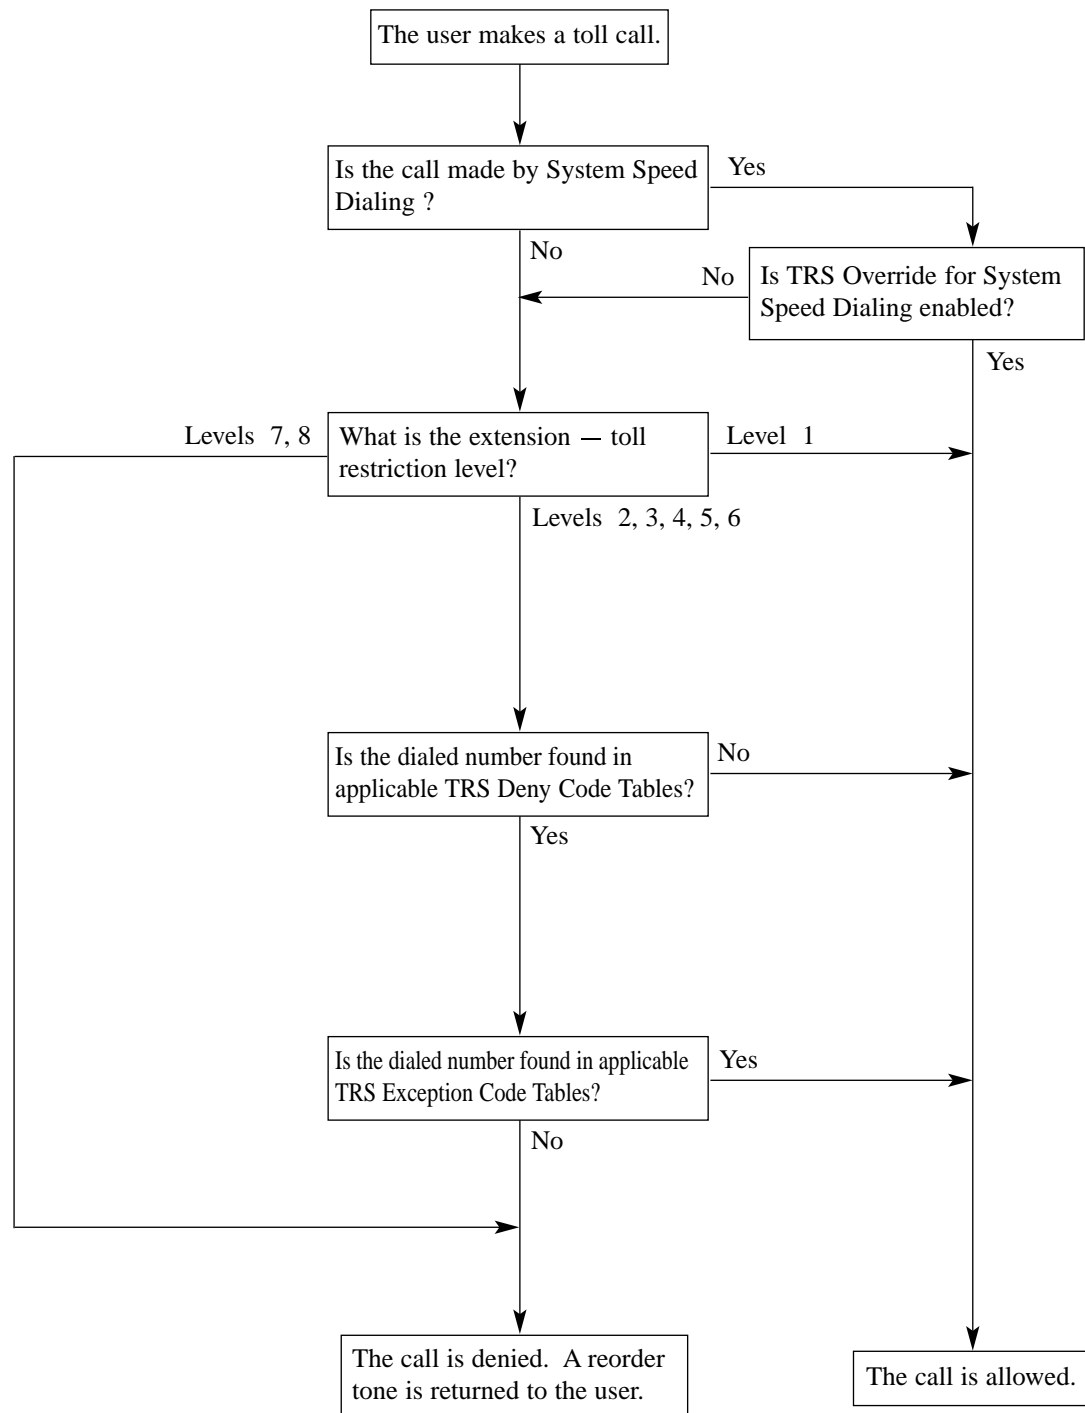 The user makes a toll call.
Is the call made by System Speed
Dialing ?
Yes
No
No
Is TRS Override for System
Speed Dialing enabled?
Yes
Levels 7, 8
What is the extension — toll
restriction level?
Level 1
Levels 2, 3, 4, 5, 6
Is the dialed number found in
applicable TRS Deny Code Tables?
No
Yes
Is the dialed number found in applicable
TRS Exception Code Tables?
Yes
No
The call is denied. A reorder
tone is returned to the user.
The call is allowed.